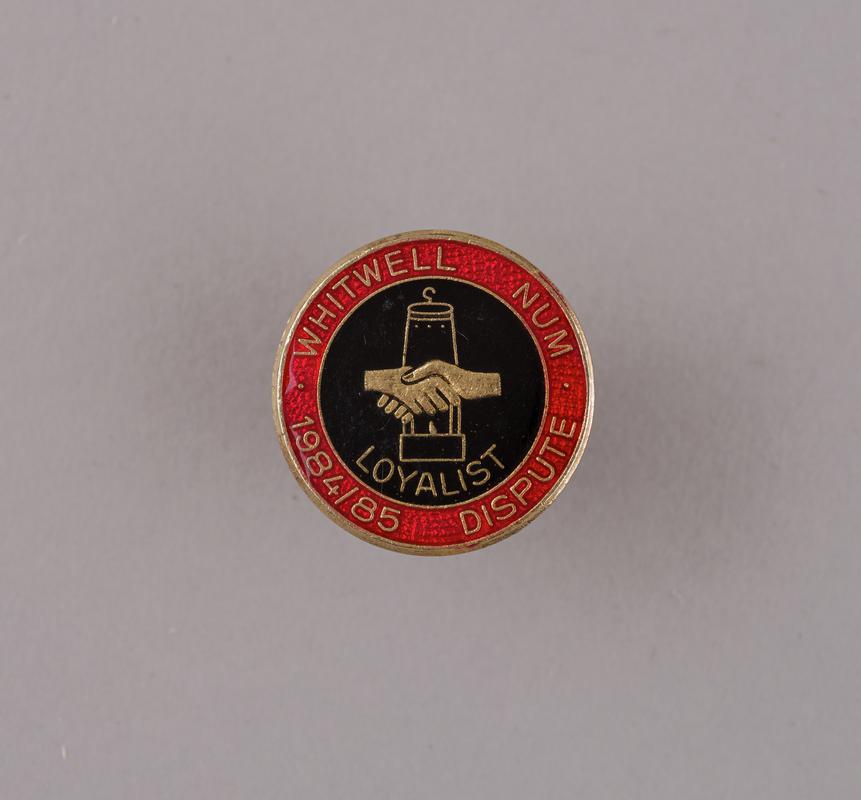 WHITWELL NUM
· 1984/85 DISPUTE ·
LOYALIST